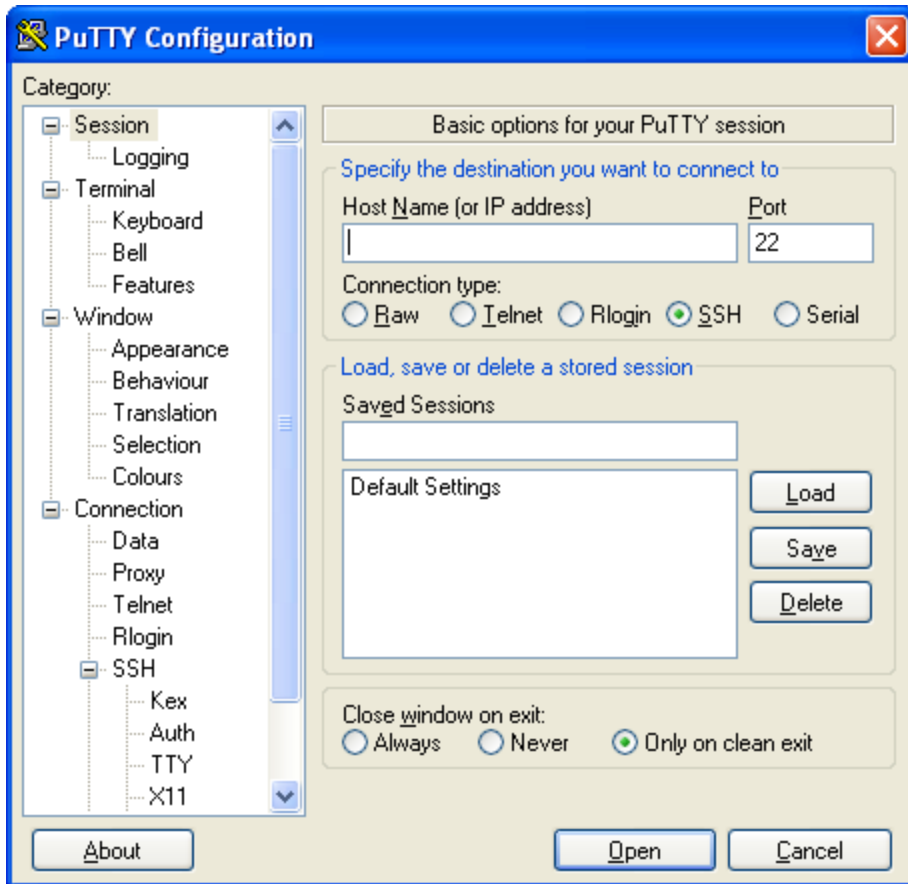 PuTTY Configuration
Category:
Session
Logging
Terminal
Keyboard
Bell
Features
Window
Appearance
Behaviour
Translation
Selection
Colours
Connection
Data
Proxy
Telnet
Rlogin
SSH
Kex
Auth
TTY
X11
Basic options for your PuTTY session
Specify the destination you want to connect to
Host Name (or IP address) Port
22
Connection type:
Raw Telnet Rlogin SSH Serial
Load, save or delete a stored session
Saved Sessions
Default Settings
Load
Save
Delete
Close window on exit:
Always Never Only on clean exit
About Open Cancel